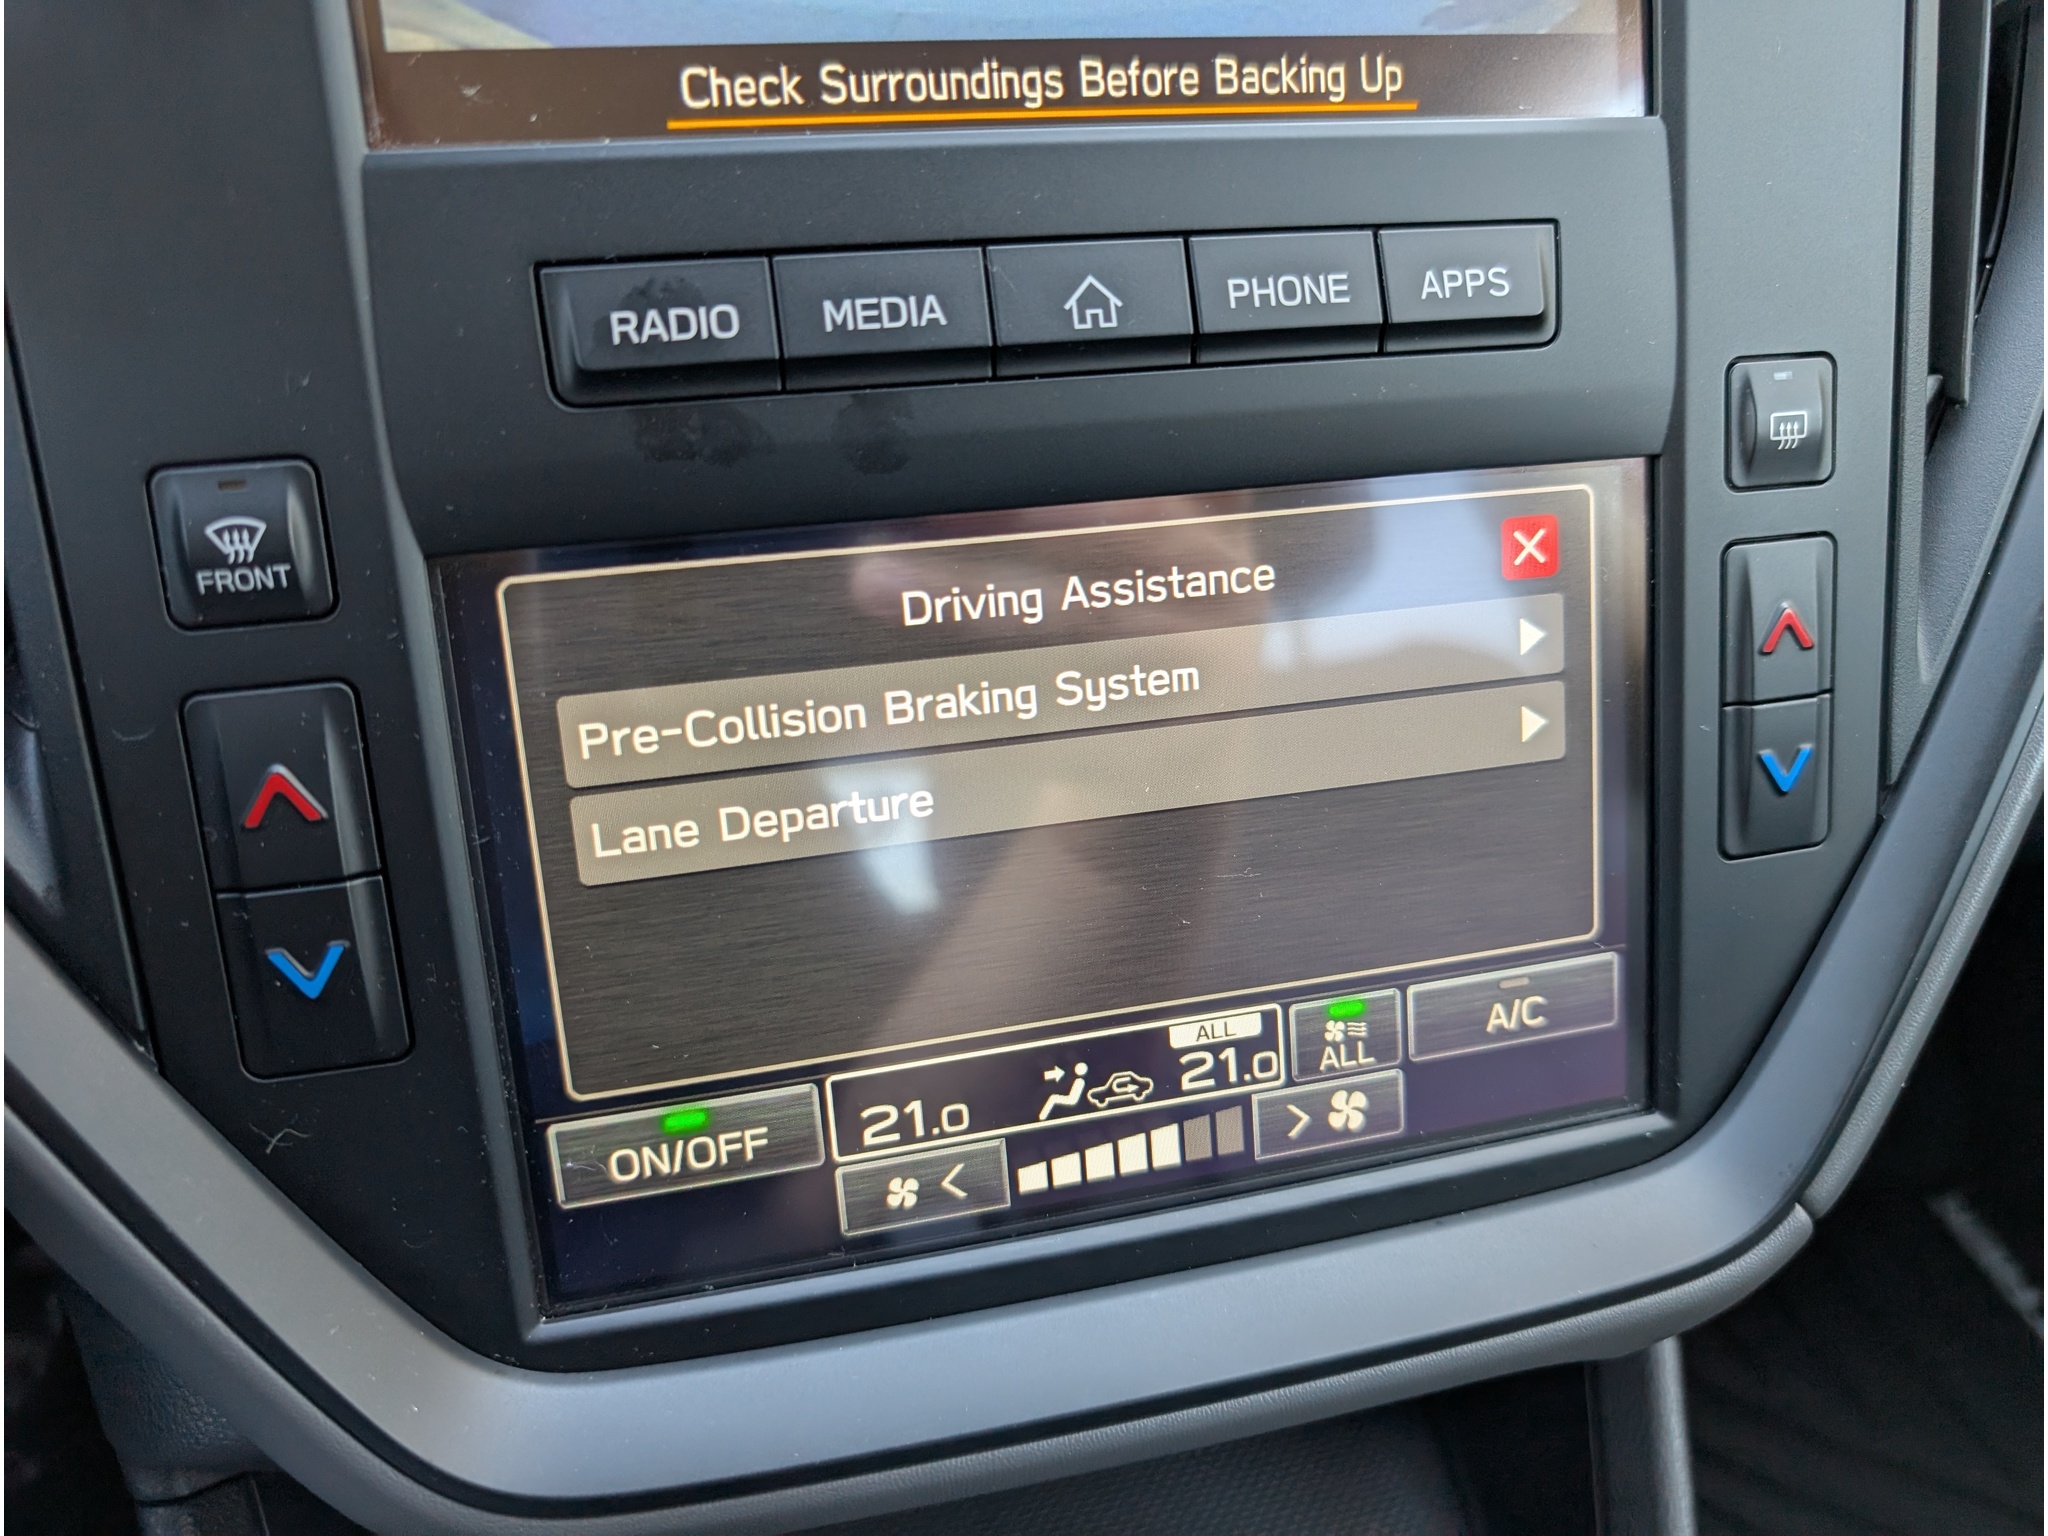 Check Surroundings Before Backing Up
RADIO
MEDIA
PHONE
APPS
FRONT
Driving Assistance
Pre-Collision Braking System
Lane Departure
ON/OFF
21.0
ALL
21.0
ALL
A/C